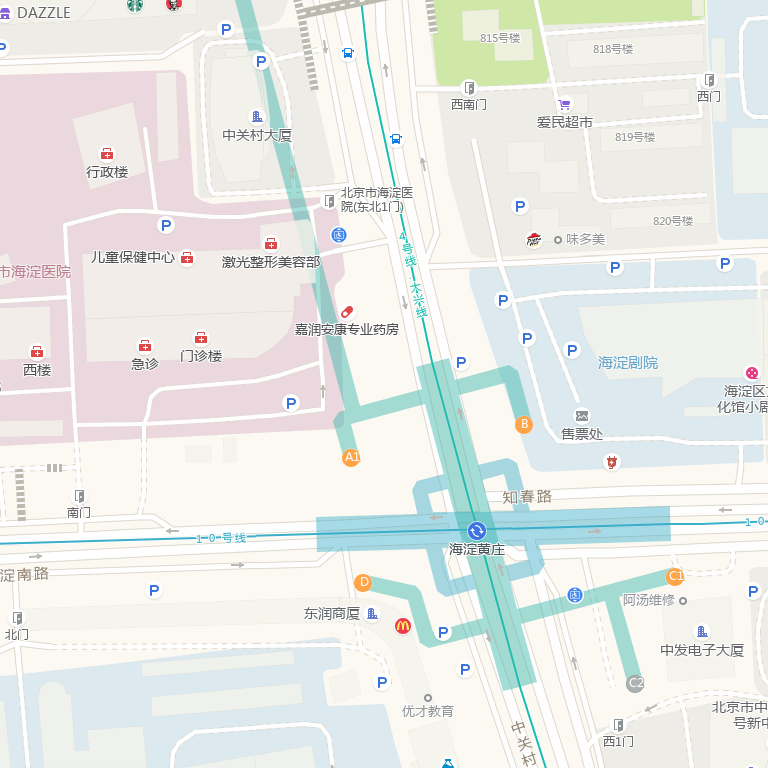 DAZZLE
815号楼
818号楼
西南门
西门
爱民超市
819号楼
中关村大厦
行政楼
北京市海淀医
院(东北1门)
820号楼
味多美
4号线-大兴线
儿童保健中心
激光整形美容部
市海淀医院
嘉润安康专业药房
急诊
门诊楼
西楼
海淀剧院
海淀区文
化馆小剧
售票处
A1
B
知春路
南门
10号线
10
海淀黄庄
淀南路
D
C1
阿汤维修
东润商厦
北门
中发电子大厦
C2
优才教育
北京市中
号新中
西1门
中关村